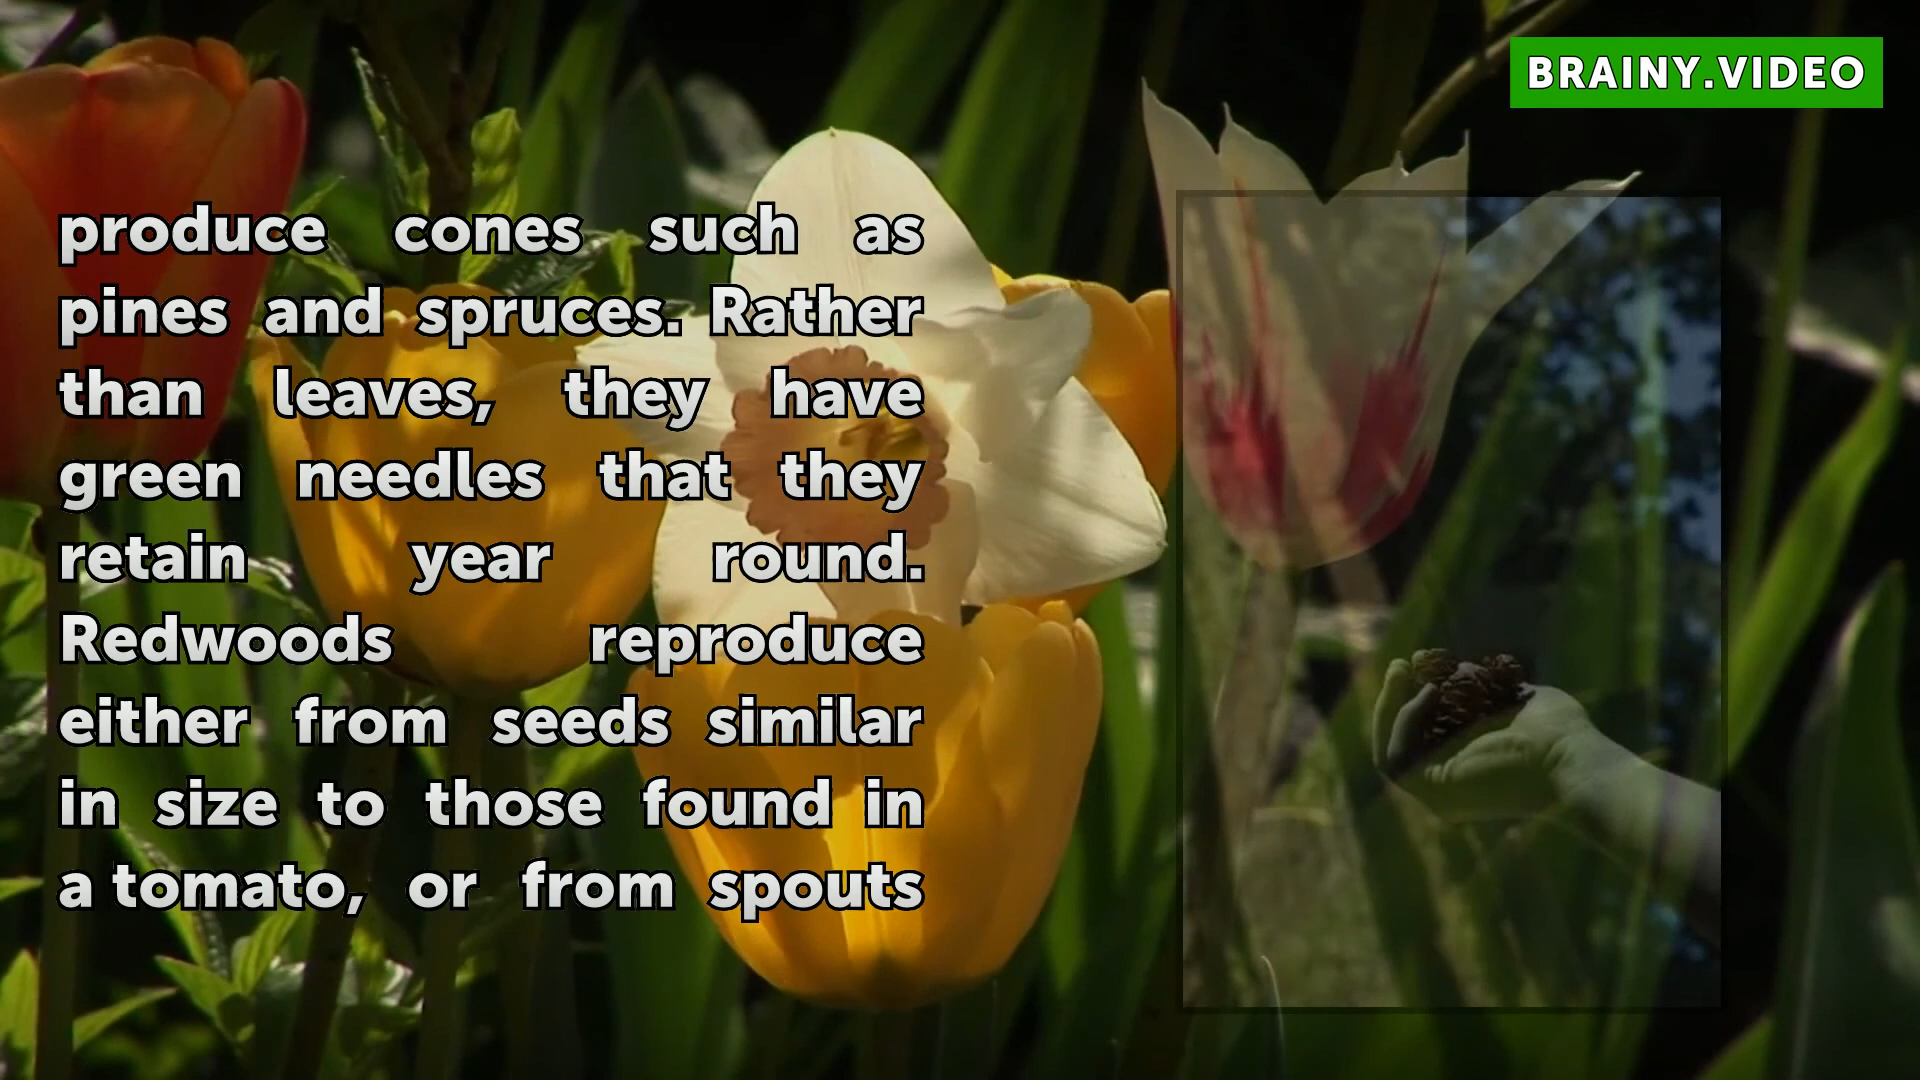 BRAINY.VIDEO
produce cones such as
pines and spruces. Rather
than leaves, they have
green needles that they
retain year round.
Redwoods reproduce
either from seeds similar
in size to those found in
a tomato, or from spouts